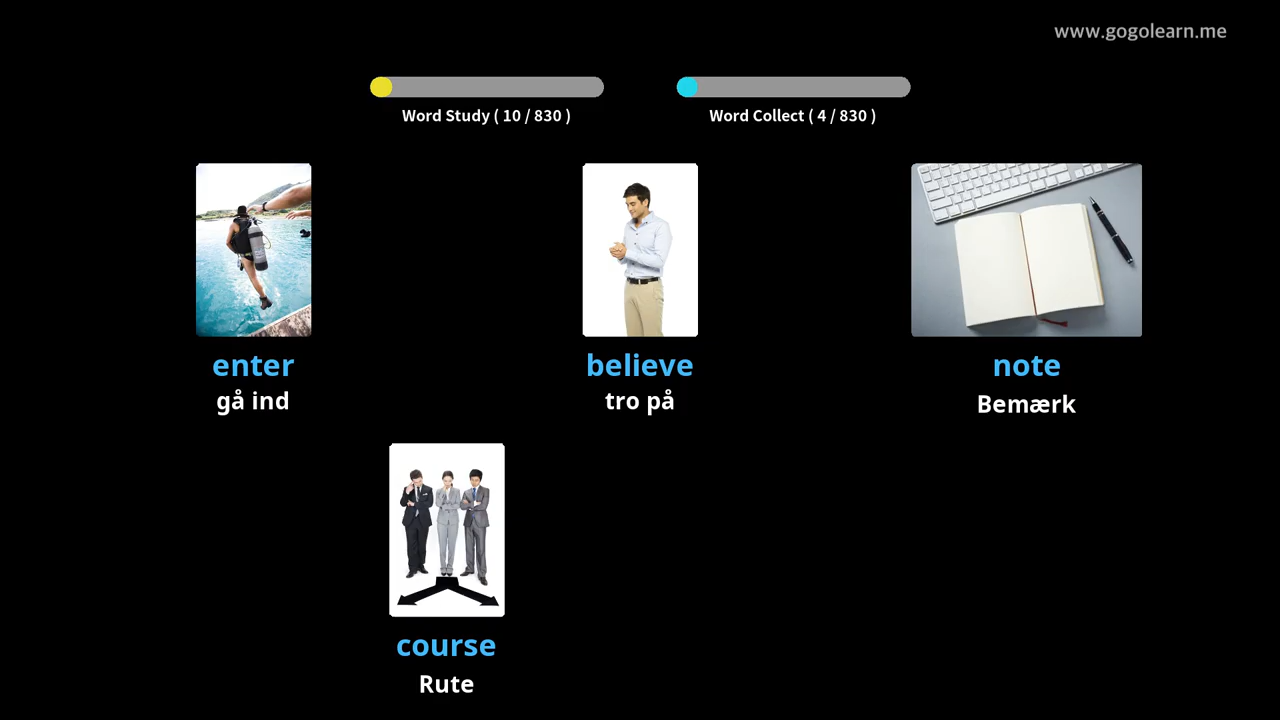 www.gogolearn.me
Word Study ( 10 / 830 )
Word Collect ( 4 / 830 )
enter
gå ind
believe
tro på
note
Bemærk
course
Rute